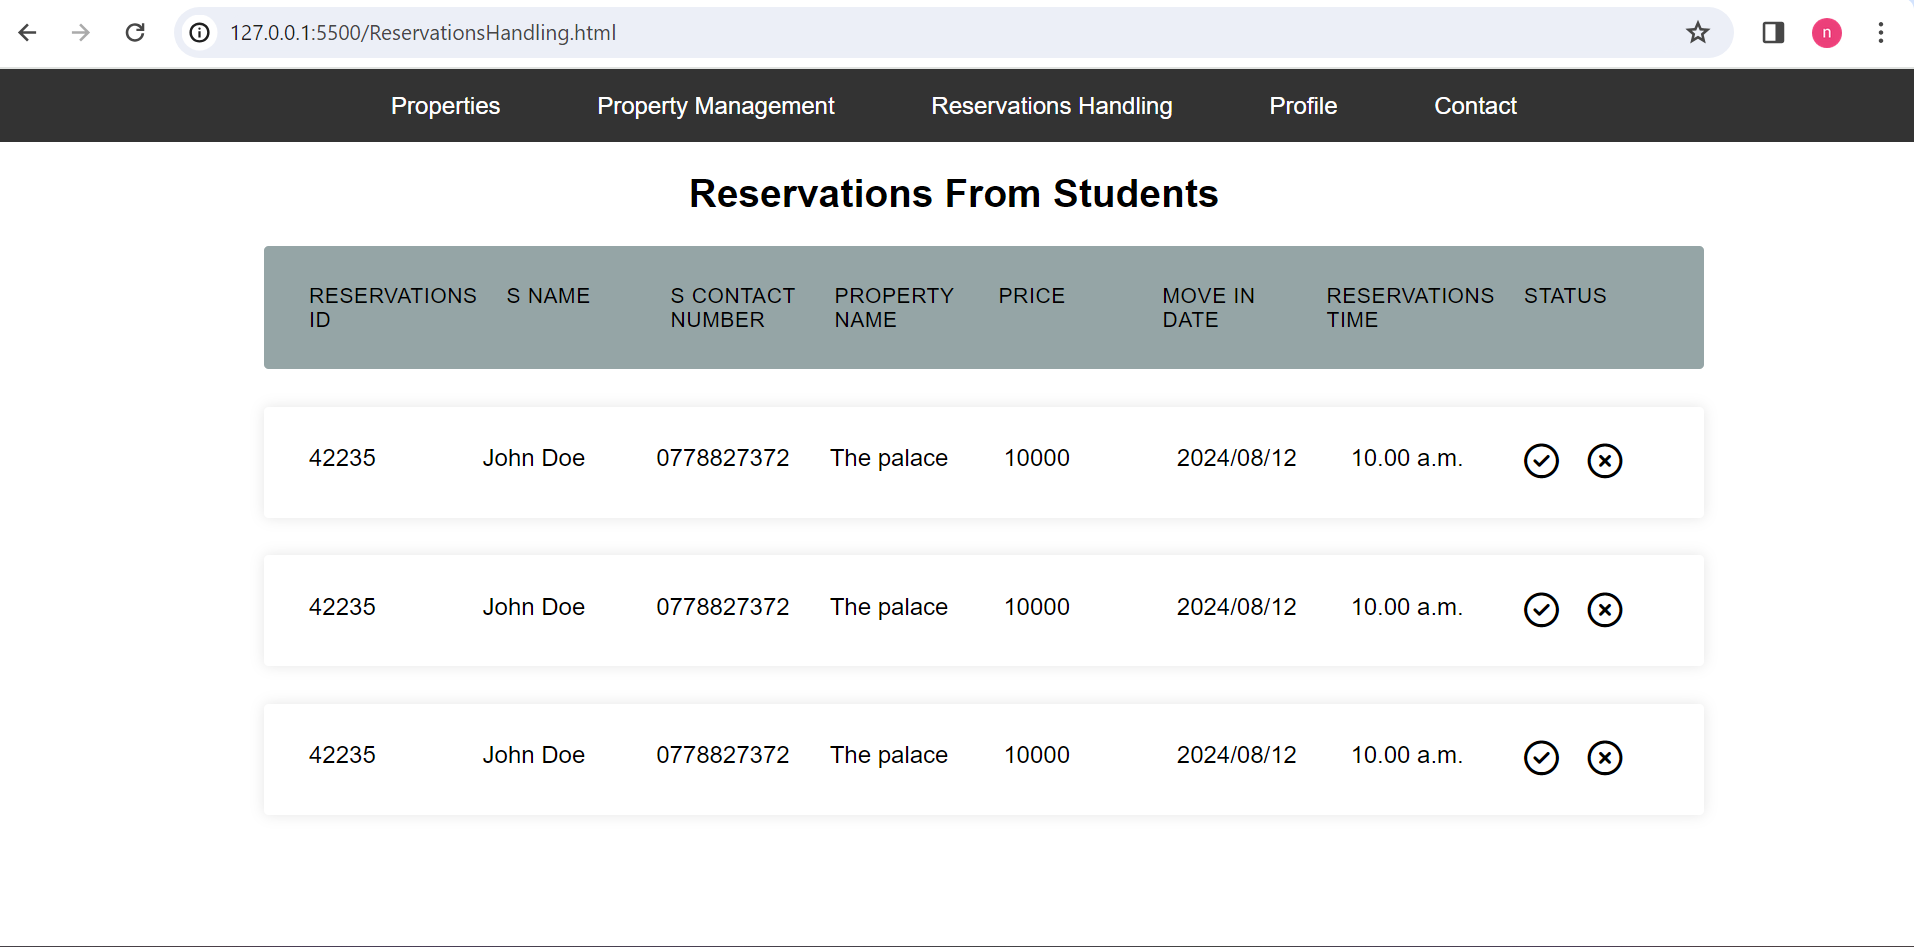 127.0.0.1:5500/ReservationsHandling.html
n
Properties Property Management Reservations Handling Profile Contact
Reservations From Students
RESERVATIONS ID S NAME S CONTACT NUMBER PROPERTY NAME PRICE MOVE IN DATE RESERVATIONS TIME STATUS
42235 John Doe 0778827372 The palace 10000 2024/08/12 10.00 a.m.
42235 John Doe 0778827372 The palace 10000 2024/08/12 10.00 a.m.
42235 John Doe 0778827372 The palace 10000 2024/08/12 10.00 a.m.